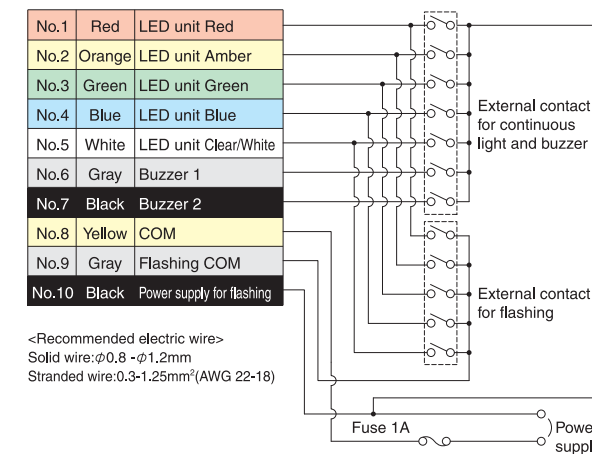 No.1 Red LED unit Red
No.2 Orange LED unit Amber
No.3 Green LED unit Green
No.4 Blue LED unit Blue
No.5 White LED unit Clear/White
No.6 Gray Buzzer 1
No.7 Black Buzzer 2
No.8 Yellow COM
No.9 Gray Flashing COM
No.10 Black Power supply for flashing
External contact
for continuous
light and buzzer
External contact
for flashing
<Recommended electric wire>
Solid wire:φ0.8 -φ1.2mm
Stranded wire:0.3-1.25mm²(AWG 22-18)
Fuse 1A
Powe
suppl